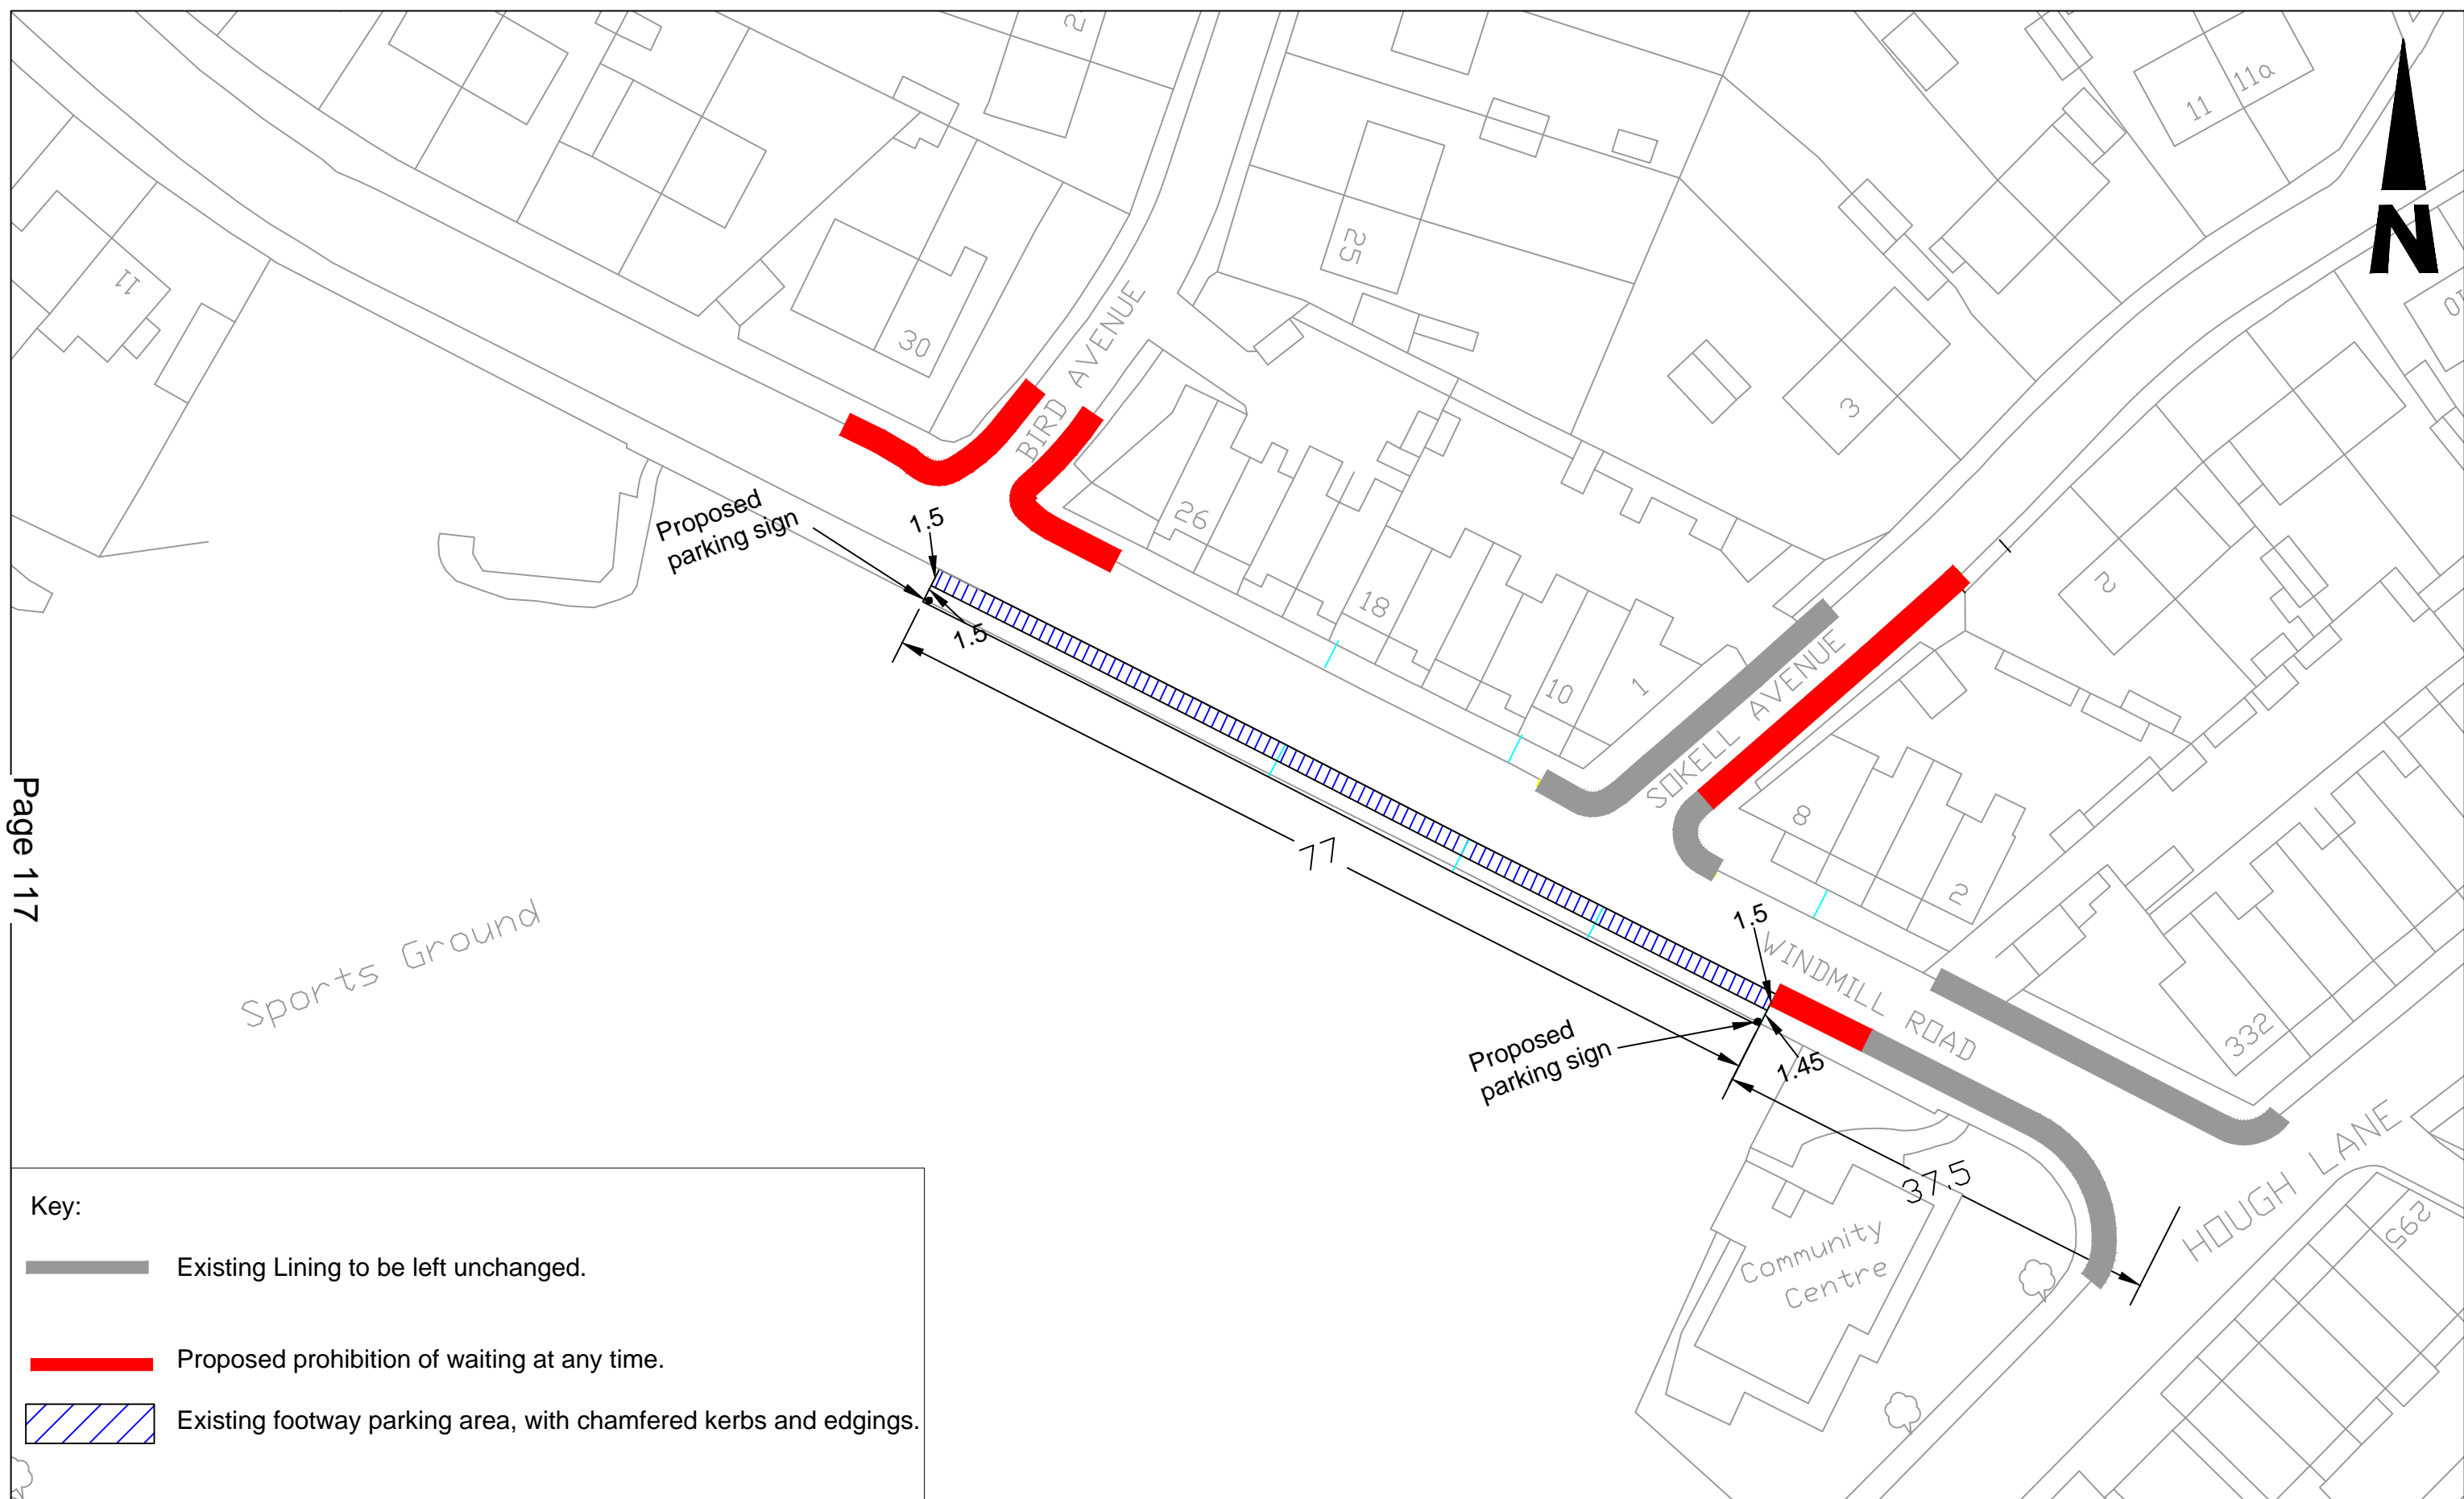 2
11
11a
N
25
11
30
BIRD AVENUE
3
Proposed
parking sign
1.5
26
1.5
18
2
10
1
SOKELL AVENUE
8
2
77
Page 117
Sports Ground
1.5
WINDMILL ROAD
332
Proposed
parking sign
1.45
37.5
HOUGH LANE
295
Community
Centre
Key:
Existing Lining to be left unchanged.
Proposed prohibition of waiting at any time.
Existing footway parking area, with chamfered kerbs and edgings.